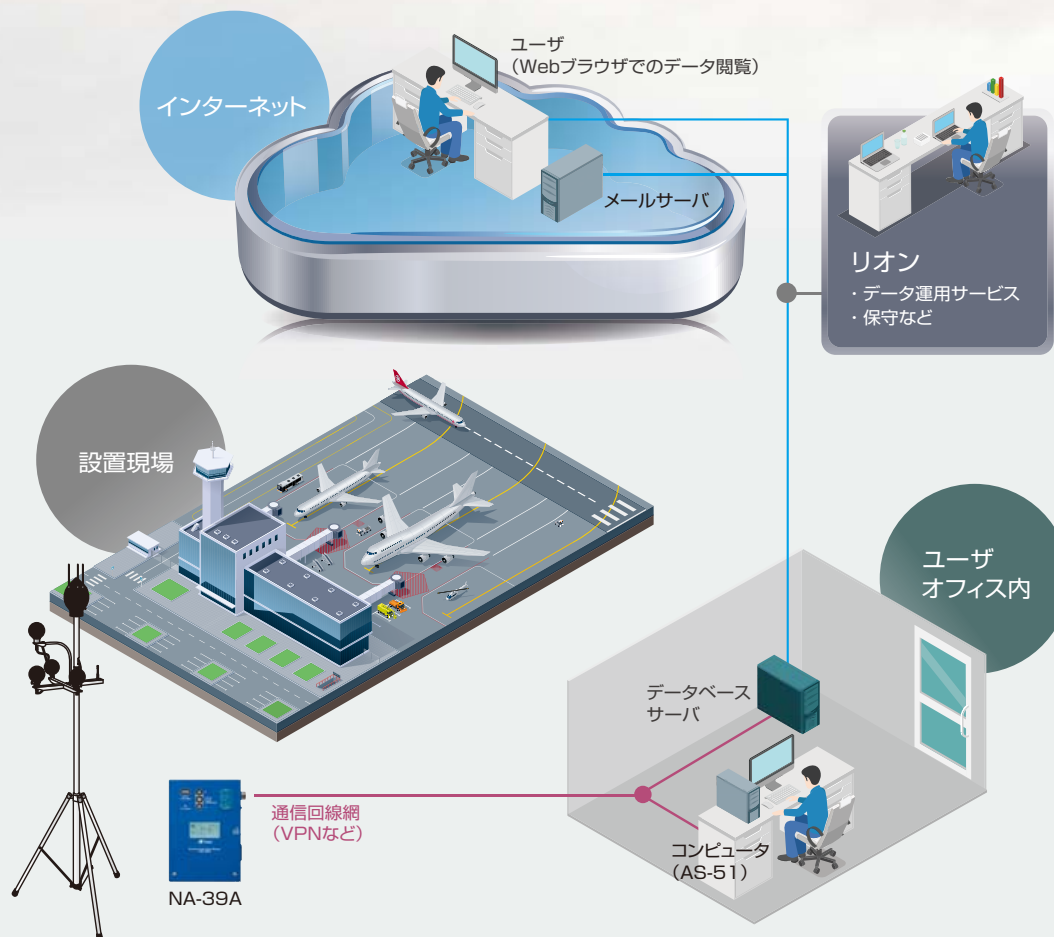 ユーザ
（Webブラウザでのデータ閲覧）
インターネット
メールサーバ
リオン
・データ運用サービス
・保守など
設置現場
ユーザ
オフィス内
データベース
サーバ
通信回線網
（VPNなど）
コンピュータ
（AS-51）
NA-39A